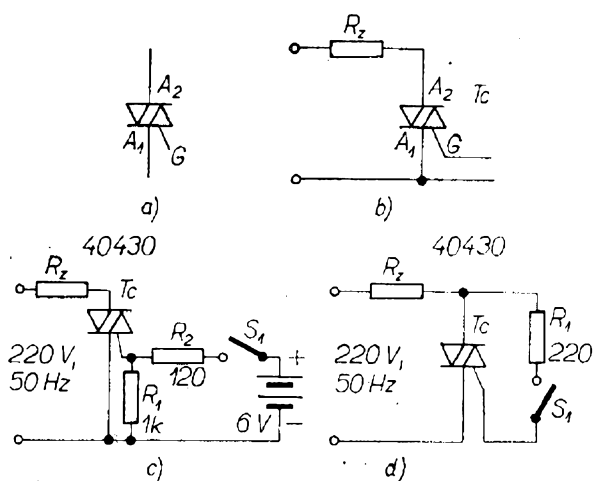 A2
A1
G
a)
Rz
A2
Tc
A1
G
b)
40430
Rz
Tc
R2
120
S1
+
220 V,
50 Hz
R1
1k
6 V
−
c)
40430
Rz
Tc
R1
220
220 V,
50 Hz
S1
d)